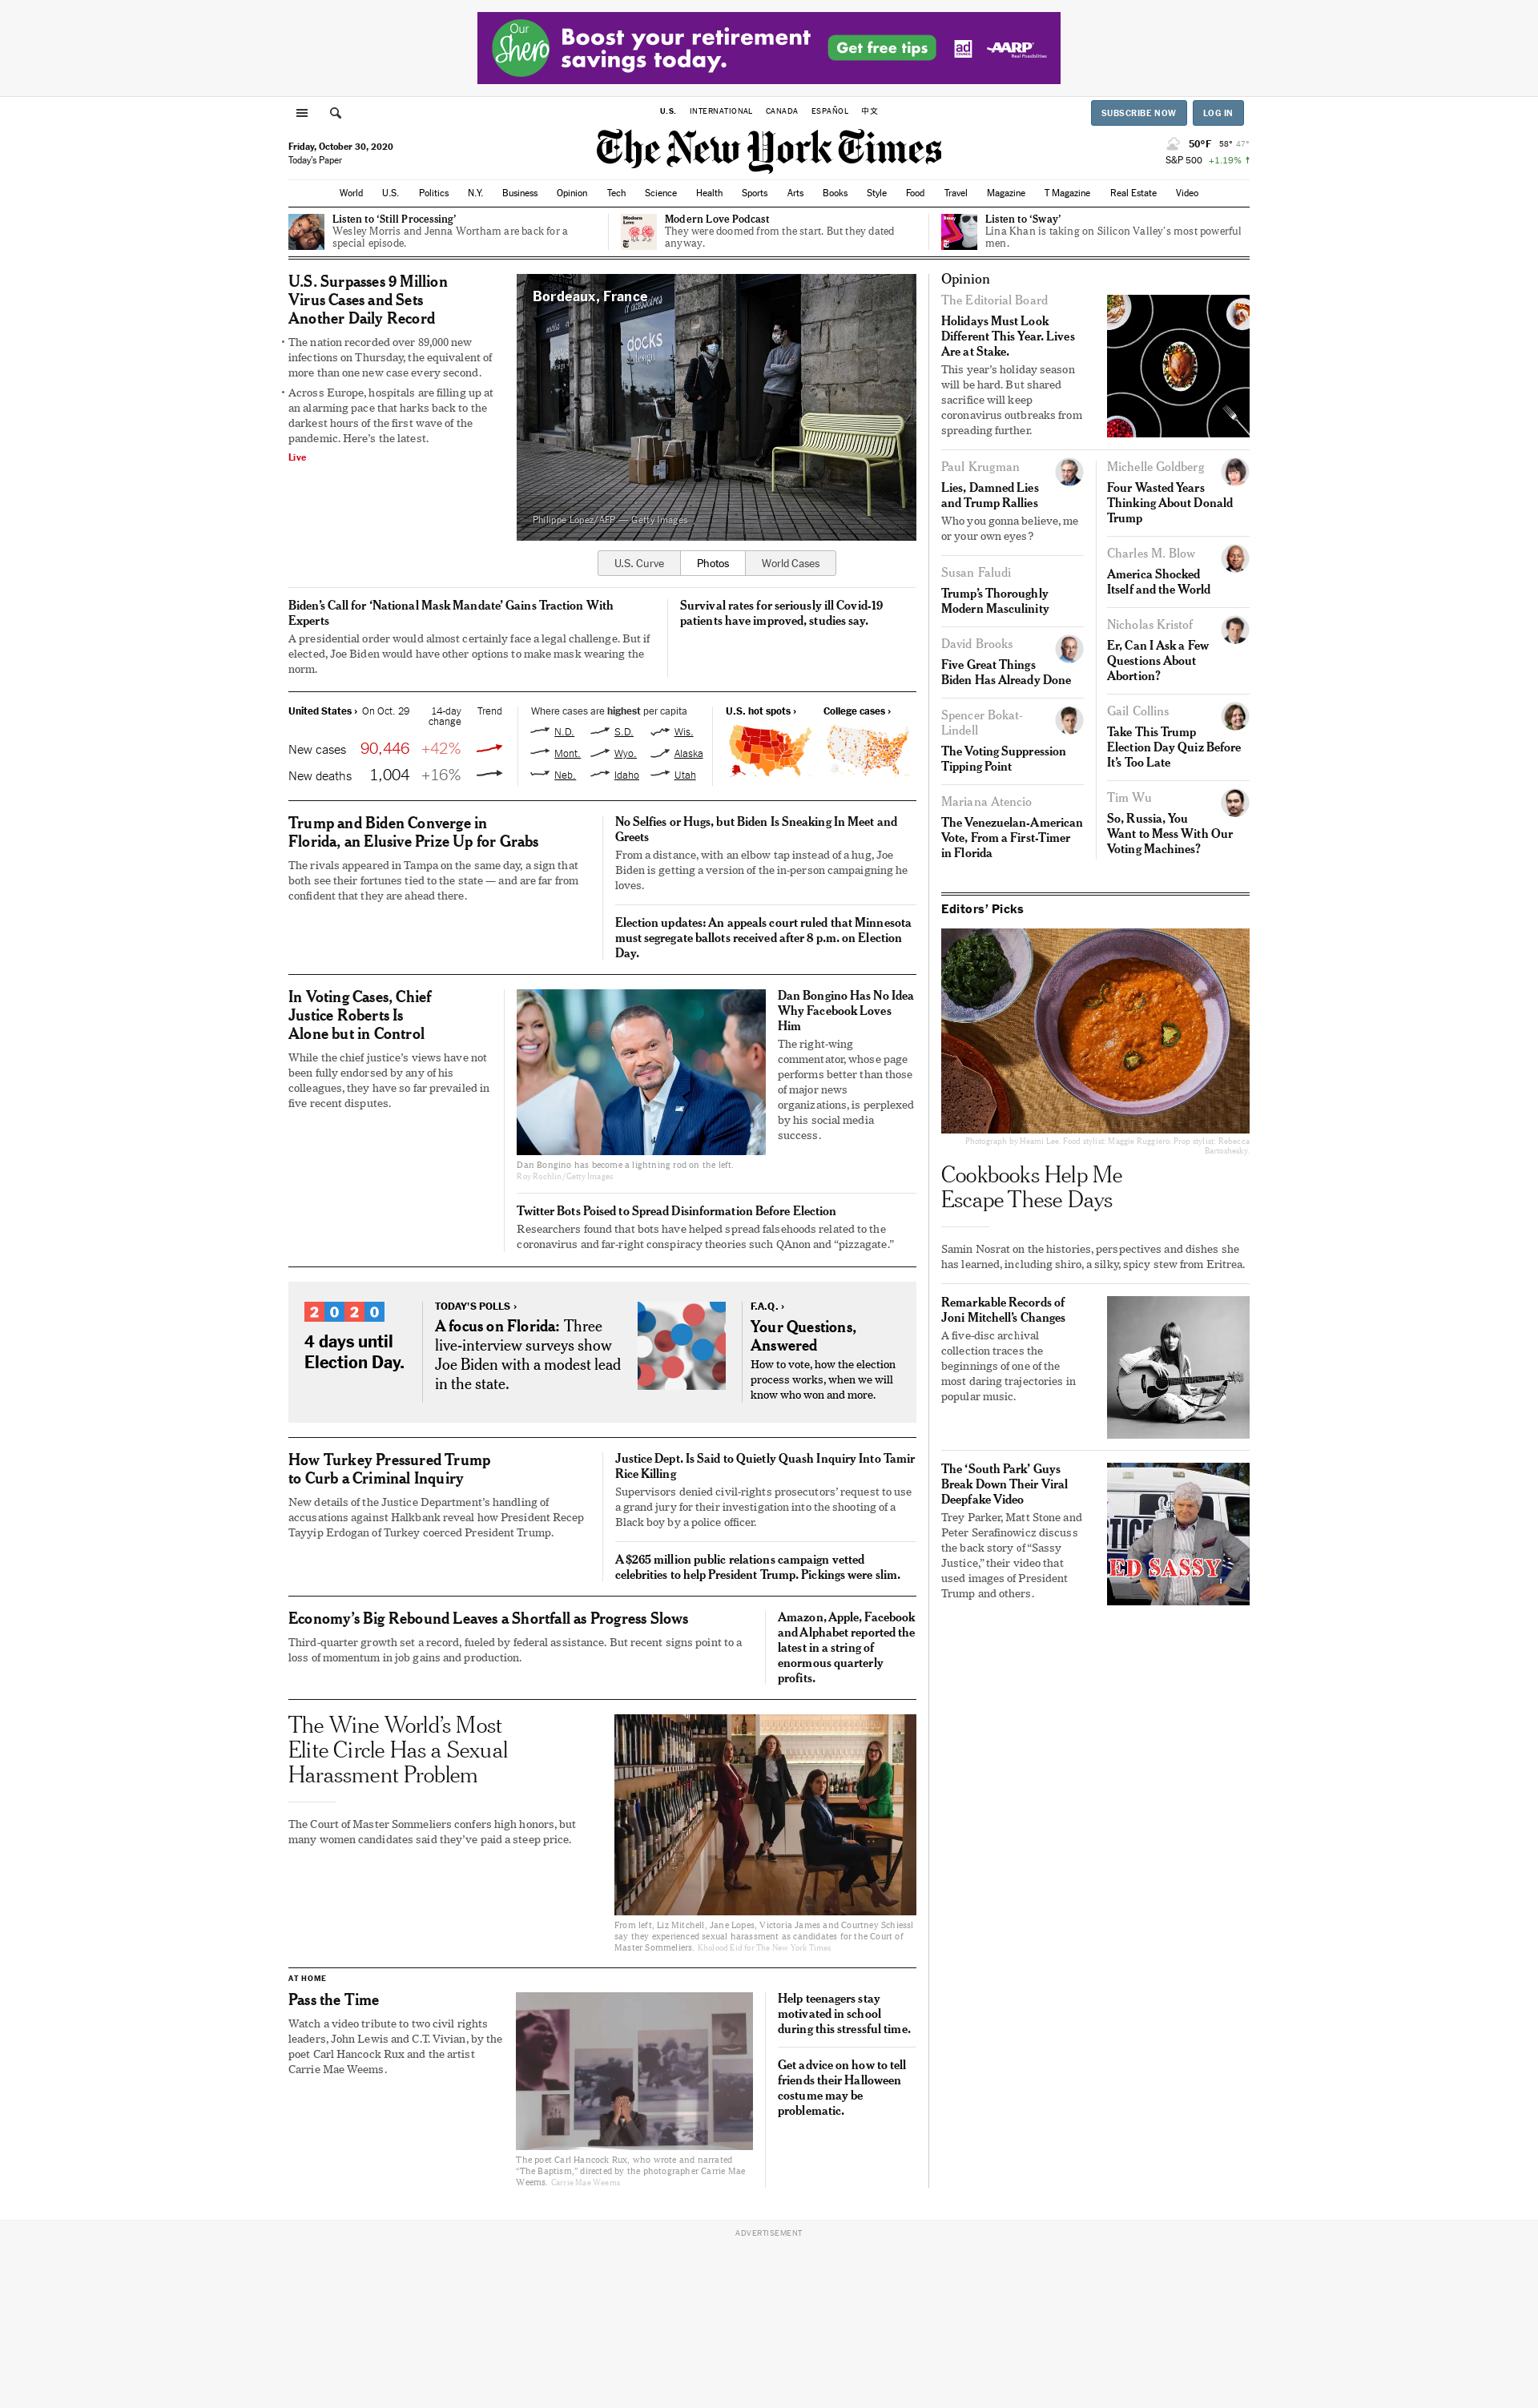 Our Shero
Boost your retirement
savings today.
Get free tips
ad COUNCIL
AARP
Real Possibilities
U.S. INTERNATIONAL CANADA ESPAÑOL 中文
SUBSCRIBE NOW LOG IN
Friday, October 30, 2020
Today's Paper
The New York Times
50°F 58° 47°
S&P 500 +1.19% ↑
World U.S. Politics N.Y. Business Opinion Tech Science Health Sports Arts Books Style Food Travel Magazine T Magazine Real Estate Video
Listen to ‘Still Processing’
Wesley Morris and Jenna Wortham are back for a
special episode.
Modern Love
Modern Love Podcast
They were doomed from the start. But they dated
anyway.
Sway
Listen to ‘Sway’
Lina Khan is taking on Silicon Valley’s most powerful
men.
U.S. Surpasses 9 Million
Virus Cases and Sets
Another Daily Record
• The nation recorded over 89,000 new
infections on Thursday, the equivalent of
more than one new case every second.
• Across Europe, hospitals are filling up at
an alarming pace that harks back to the
darkest hours of the first wave of the
pandemic. Here’s the latest.
Live
Bordeaux, France
docks
design
Philippe Lopez/AFP — Getty Images
U.S. Curve Photos World Cases
Biden’s Call for ‘National Mask Mandate’ Gains Traction With
Experts
A presidential order would almost certainly face a legal challenge. But if
elected, Joe Biden would have other options to make mask wearing the
norm.
Survival rates for seriously ill Covid-19
patients have improved, studies say.
United States › On Oct. 29 14-day
change Trend
New cases 90,446 +42%
New deaths 1,004 +16%
Where cases are highest per capita
N.D. S.D. Wis.
Mont. Wyo. Alaska
Neb. Idaho Utah
U.S. hot spots › College cases ›
Trump and Biden Converge in
Florida, an Elusive Prize Up for Grabs
The rivals appeared in Tampa on the same day, a sign that
both see their fortunes tied to the state — and are far from
confident that they are ahead there.
No Selfies or Hugs, but Biden Is Sneaking In Meet and
Greets
From a distance, with an elbow tap instead of a hug, Joe
Biden is getting a version of the in-person campaigning he
loves.
Election updates: An appeals court ruled that Minnesota
must segregate ballots received after 8 p.m. on Election
Day.
In Voting Cases, Chief
Justice Roberts Is
Alone but in Control
While the chief justice’s views have not
been fully endorsed by any of his
colleagues, they have so far prevailed in
five recent disputes.
Dan Bongino has become a lightning rod on the left.
Roy Rochlin/Getty Images
Dan Bongino Has No Idea
Why Facebook Loves
Him
The right-wing
commentator, whose page
performs better than those
of major news
organizations, is perplexed
by his social media
success.
Twitter Bots Poised to Spread Disinformation Before Election
Researchers found that bots have helped spread falsehoods related to the
coronavirus and far-right conspiracy theories such QAnon and “pizzagate.”
2020
4 days until
Election Day.
TODAY’S POLLS ›
A focus on Florida: Three
live-interview surveys show
Joe Biden with a modest lead
in the state.
F.A.Q. ›
Your Questions,
Answered
How to vote, how the election
process works, when we will
know who won and more.
How Turkey Pressured Trump
to Curb a Criminal Inquiry
New details of the Justice Department’s handling of
accusations against Halkbank reveal how President Recep
Tayyip Erdogan of Turkey coerced President Trump.
Justice Dept. Is Said to Quietly Quash Inquiry Into Tamir
Rice Killing
Supervisors denied civil-rights prosecutors’ request to use
a grand jury for their investigation into the shooting of a
Black boy by a police officer.
A $265 million public relations campaign vetted
celebrities to help President Trump. Pickings were slim.
Economy’s Big Rebound Leaves a Shortfall as Progress Slows
Third-quarter growth set a record, fueled by federal assistance. But recent signs point to a
loss of momentum in job gains and production.
Amazon, Apple, Facebook
and Alphabet reported the
latest in a string of
enormous quarterly
profits.
The Wine World’s Most
Elite Circle Has a Sexual
Harassment Problem
The Court of Master Sommeliers confers high honors, but
many women candidates said they’ve paid a steep price.
From left, Liz Mitchell, Jane Lopes, Victoria James and Courtney Schiessl
say they experienced sexual harassment as candidates for the Court of
Master Sommeliers. Kholood Eid for The New York Times
AT HOME
Pass the Time
Watch a video tribute to two civil rights
leaders, John Lewis and C.T. Vivian, by the
poet Carl Hancock Rux and the artist
Carrie Mae Weems.
The poet Carl Hancock Rux, who wrote and narrated
“The Baptism,” directed by the photographer Carrie Mae
Weems. Carrie Mae Weems
Help teenagers stay
motivated in school
during this stressful time.
Get advice on how to tell
friends their Halloween
costume may be
problematic.
Opinion
The Editorial Board
Holidays Must Look
Different This Year. Lives
Are at Stake.
This year’s holiday season
will be hard. But shared
sacrifice will keep
coronavirus outbreaks from
spreading further.
Paul Krugman
Lies, Damned Lies
and Trump Rallies
Who you gonna believe, me
or your own eyes?
Susan Faludi
Trump’s Thoroughly
Modern Masculinity
David Brooks
Five Great Things
Biden Has Already Done
Spencer Bokat-
Lindell
The Voting Suppression
Tipping Point
Mariana Atencio
The Venezuelan-American
Vote, From a First-Timer
in Florida
Michelle Goldberg
Four Wasted Years
Thinking About Donald
Trump
Charles M. Blow
America Shocked
Itself and the World
Nicholas Kristof
Er, Can I Ask a Few
Questions About
Abortion?
Gail Collins
Take This Trump
Election Day Quiz Before
It’s Too Late
Tim Wu
So, Russia, You
Want to Mess With Our
Voting Machines?
Editors’ Picks
Photograph by Heami Lee. Food stylist: Maggie Ruggiero. Prop stylist: Rebecca
Bartoshesky.
Cookbooks Help Me
Escape These Days
Samin Nosrat on the histories, perspectives and dishes she
has learned, including shiro, a silky, spicy stew from Eritrea.
Remarkable Records of
Joni Mitchell’s Changes
A five-disc archival
collection traces the
beginnings of one of the
most daring trajectories in
popular music.
The ‘South Park’ Guys
Break Down Their Viral
Deepfake Video
Trey Parker, Matt Stone and
Peter Serafinowicz discuss
the back story of “Sassy
Justice,” their video that
used images of President
Trump and others.
STICE
ED SASSY
ADVERTISEMENT